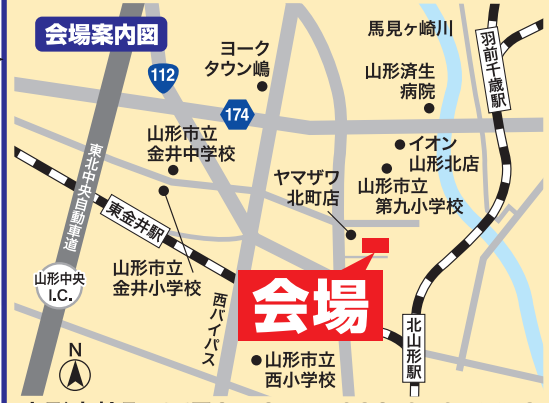 会場案内図
ヨーク
タウン嶋
馬見ヶ崎川
羽前千歳駅
112
山形済生
病院
174
山形市立
金井中学校
イオン
山形北店
東北中央自動車道
ヤマザワ
北町店
山形市立
第九小学校
東金井駅
山形市立
金井小学校
山形中央
I.C.
会場
西バイパス
北山形駅
N
山形市立
西小学校